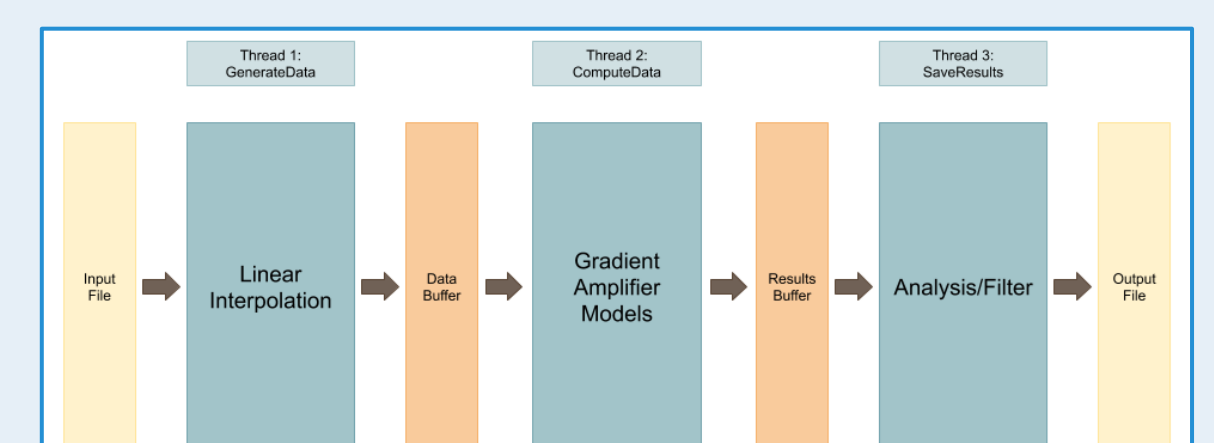 Thread 1:
GenerateData
Thread 2:
ComputeData
Thread 3:
SaveResults
Input
File
Linear
Interpolation
Data
Buffer
Gradient
Amplifier
Models
Results
Buffer
Analysis/Filter
Output
File